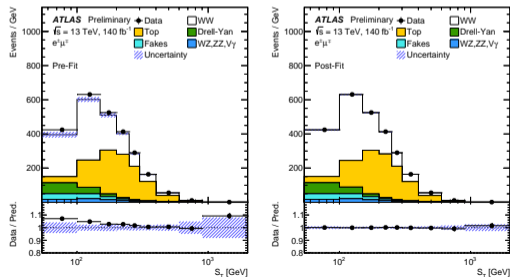 Events / GeV
ATLAS Preliminary
√s = 13 TeV, 140 fb⁻¹
e±μ∓
Pre-Fit
Data
Top
Fakes
Uncertainty
WW
Drell-Yan
WZ,ZZ,Vγ
1000
800
600
400
200
Data / Pred.
1.1
1
0.9
0.8
10²
10³
S_T [GeV]
Events / GeV
ATLAS Preliminary
√s = 13 TeV, 140 fb⁻¹
e±μ∓
Post-Fit
Data
Top
Fakes
Uncertainty
WW
Drell-Yan
WZ,ZZ,Vγ
1000
800
600
400
200
Data / Pred.
1.1
1
0.9
0.8
10²
10³
S_T [GeV]